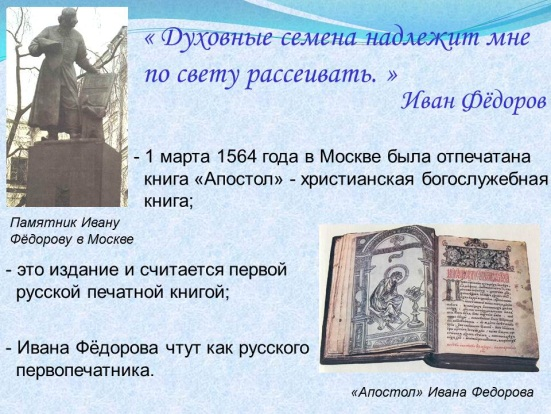 « Духовные семена надлежит мне
по свету рассеивать. »
Иван Фёдоров
- 1 марта 1564 года в Москве была отпечатана
книга «Апостол» - христианская богослужебная
книга;
Памятник Ивану
Фёдорову в Москве
- это издание и считается первой
русской печатной книгой;
- Ивана Фёдорова чтут как русского
первопечатника.
«Апостол» Ивана Федорова